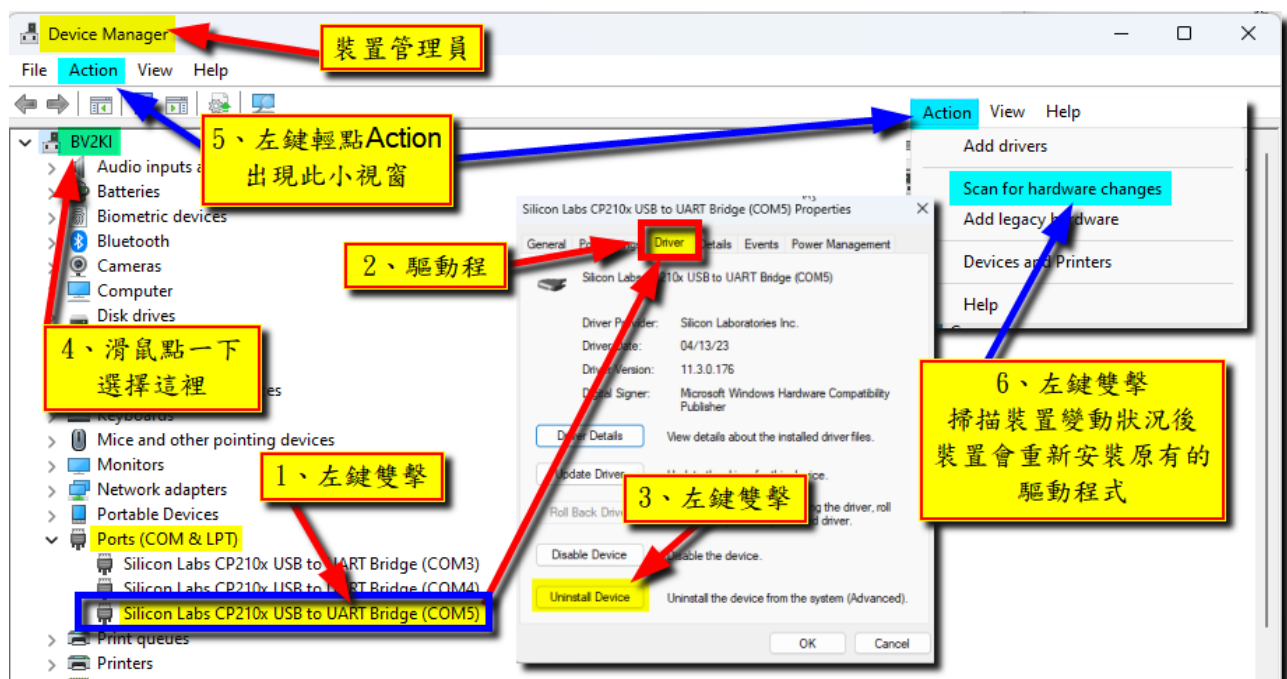 Device Manager
裝置管理員
File Action View Help
5、左鍵輕點Action
出現此小視窗
Action View Help
Add drivers
Scan for hardware changes
Add legacy hardware
Devices and Printers
Help
BV2KI
Audio inputs
Batteries
Biometric devices
Bluetooth
Cameras
Computer
Disk drives
4、滑鼠點一下
選擇這裡
Keyboards
Mice and other pointing devices
Monitors
Network adapters
Portable Devices
Ports (COM & LPT)
Silicon Labs CP210x USB to UART Bridge (COM3)
Silicon Labs CP210x USB to UART Bridge (COM4)
Silicon Labs CP210x USB to UART Bridge (COM5)
Print queues
Printers
1、左鍵雙擊
2、驅動程
Silicon Labs CP210x USB to UART Bridge (COM5) Properties
General Driver Details Events Power Management
Silicon Labs CP210x USB to UART Bridge (COM5)
Driver Provider: Silicon Laboratories Inc.
Driver Date: 04/13/23
Driver Version: 11.3.0.176
Digital Signer: Microsoft Windows Hardware Compatibility
Publisher
Driver Details View details about the installed driver files.
Update Driver
3、左鍵雙擊
Roll Back the driver, roll
driver.
Disable Device Disable the device.
Uninstall Device Uninstall the device from the system (Advanced).
OK Cancel
6、左鍵雙擊
掃描裝置變動狀況後
裝置會重新安裝原有的
驅動程式